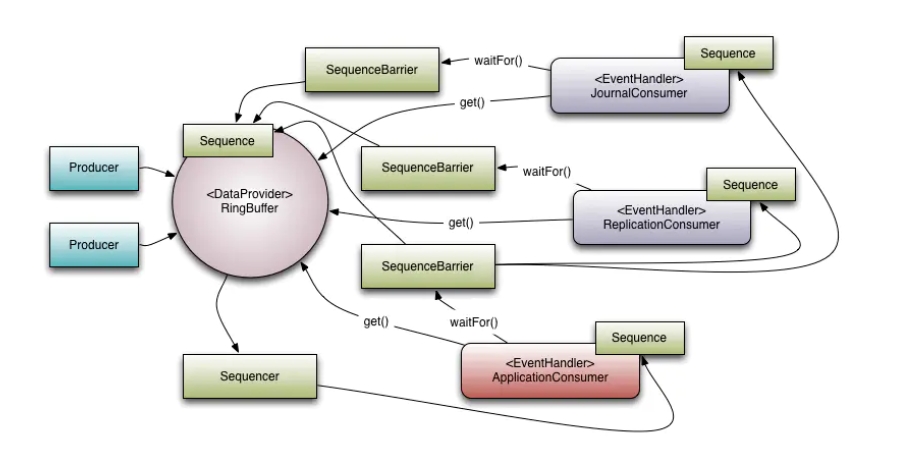 Sequence
SequenceBarrier
waitFor()
<EventHandler>
JournalConsumer
get()
Sequence
Producer
SequenceBarrier
waitFor()
Sequence
<DataProvider>
RingBuffer
<EventHandler>
ReplicationConsumer
get()
Producer
SequenceBarrier
get()
waitFor()
Sequence
<EventHandler>
ApplicationConsumer
Sequencer